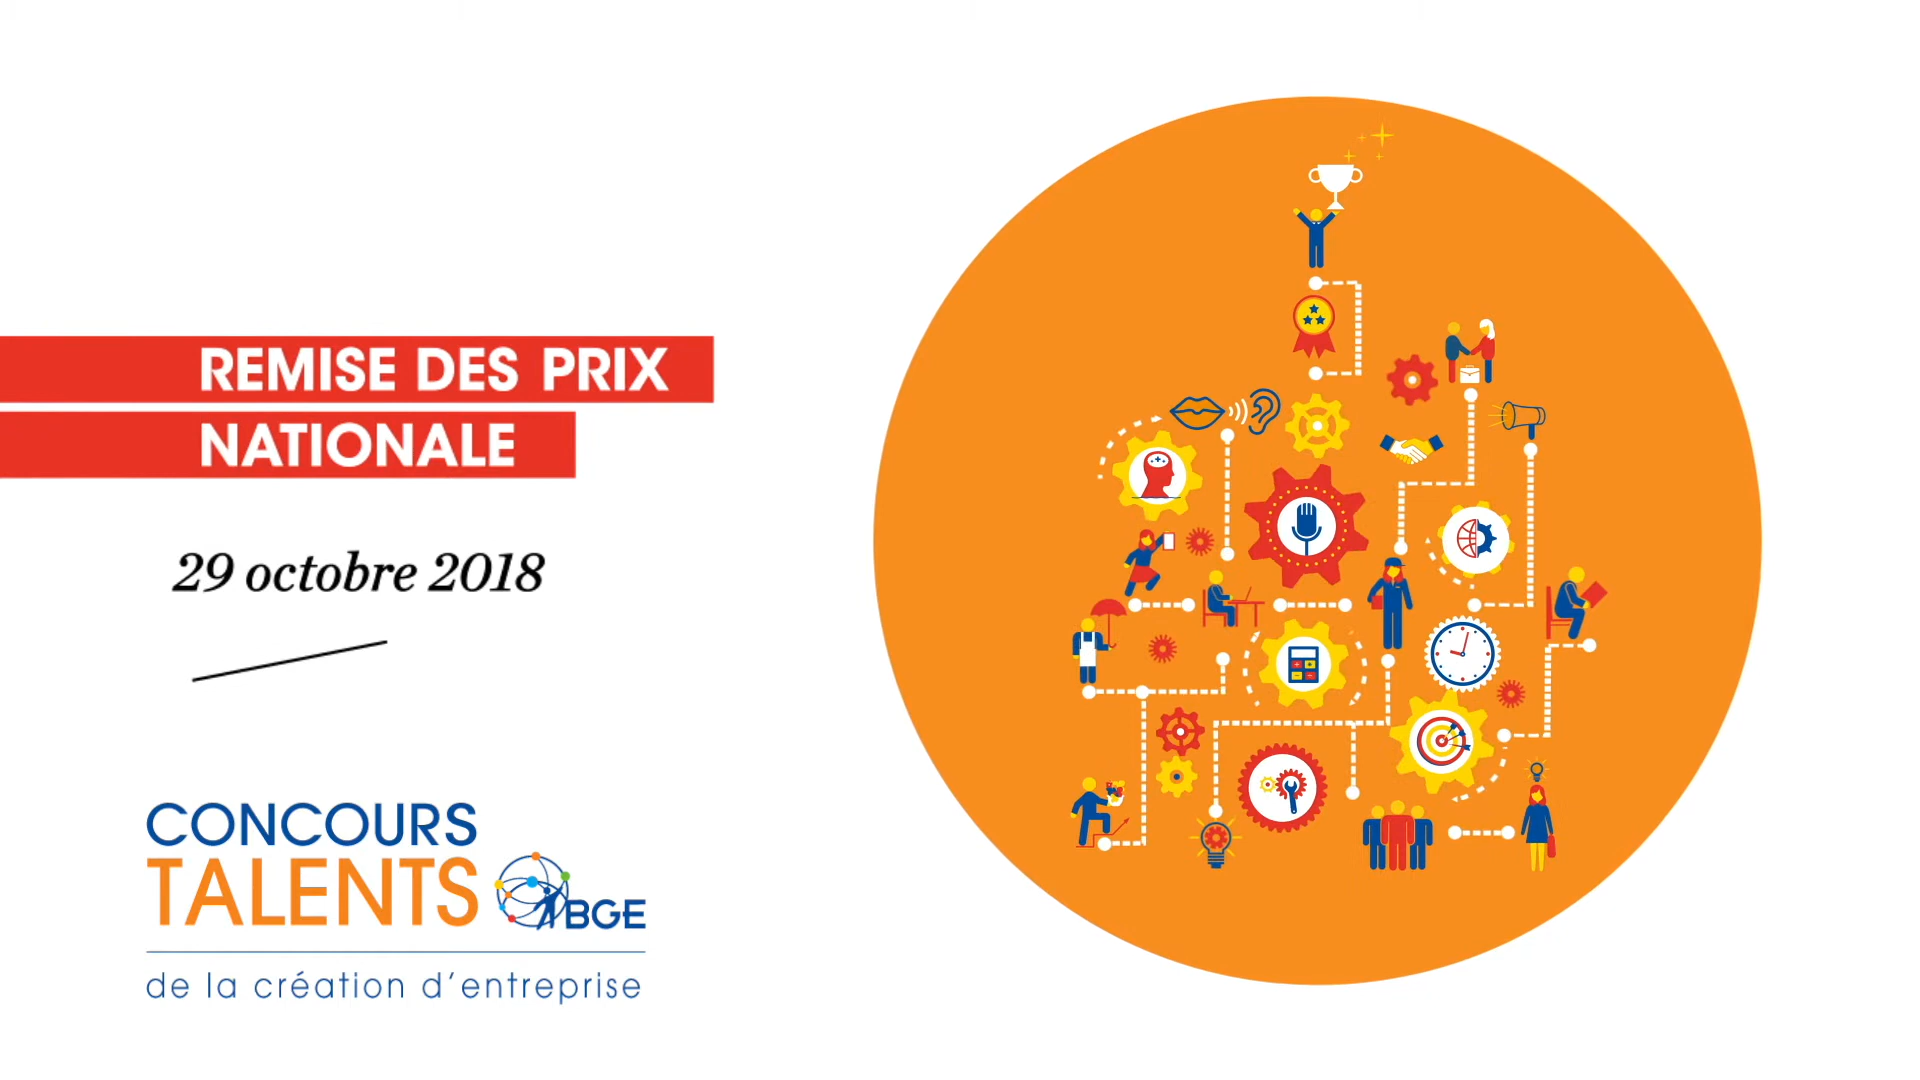 REMISE DES PRIX
NATIONALE
29 octobre 2018
CONCOURS
TALENTS
BGE
de la création d'entreprise